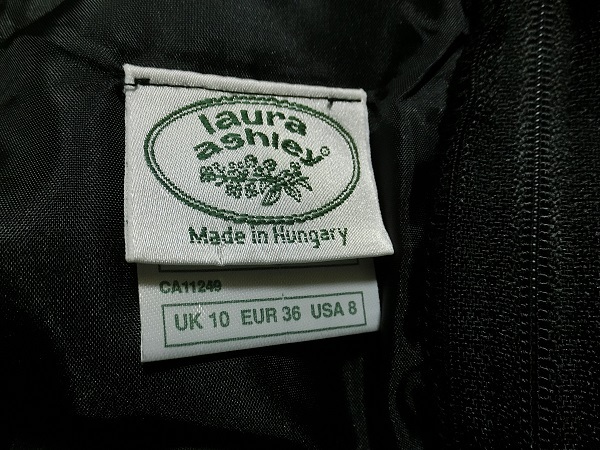 laura
ashley®
Made in Hungary
CA11249
UK 10 EUR 36 USA 8